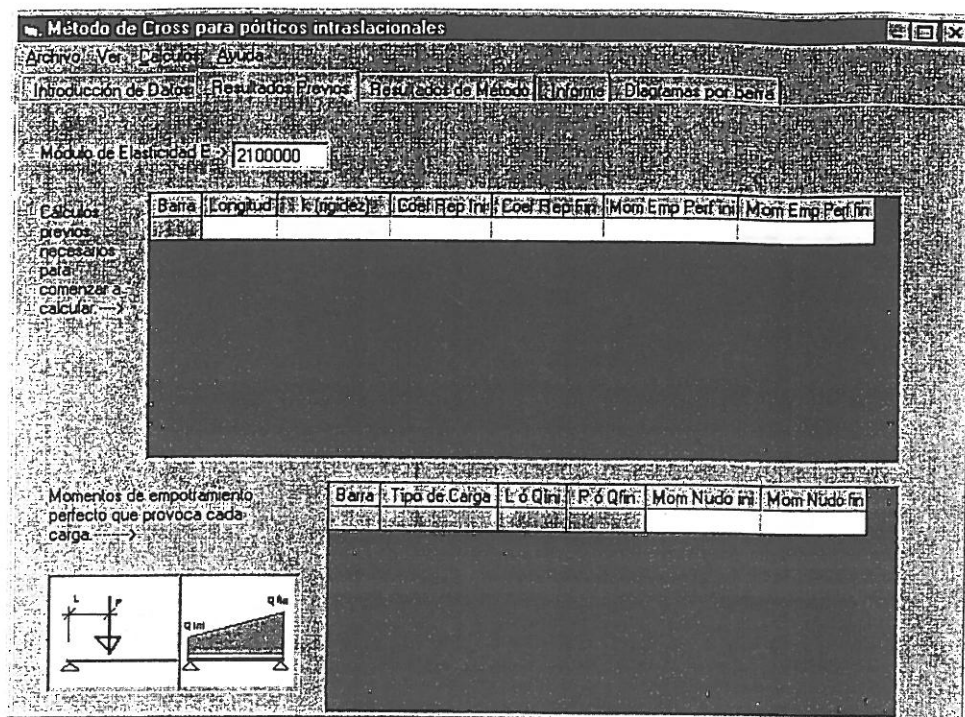 Método de Cross para pórticos intraslacionales
Archivo Ver Calculos Ayuda
Introducción de Datos Resultados Previos Resultados de Método Informe Diagramas por barra
Módulo de Elasticidad E-> 2100000
Cálculos
previos
necesarios
para
comenzar a
calcular.---->
Barra Longitud k (rigidez) Coef Rep Ini Coef Rep Fin Mom Emp Perf ini Mom Emp Perf fin
Momentos de empotramiento
perfecto que provoca cada
carga.------>
Barra Tipo de Carga L ó Qini P ó Qfin Mom Nudo ini Mom Nudo fin
L P
Q ini Q fin